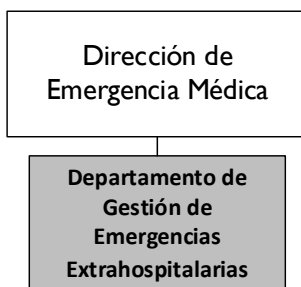 Dirección de
Emergencia Médica
Departamento de
Gestión de
Emergencias
Extrahospitalarias